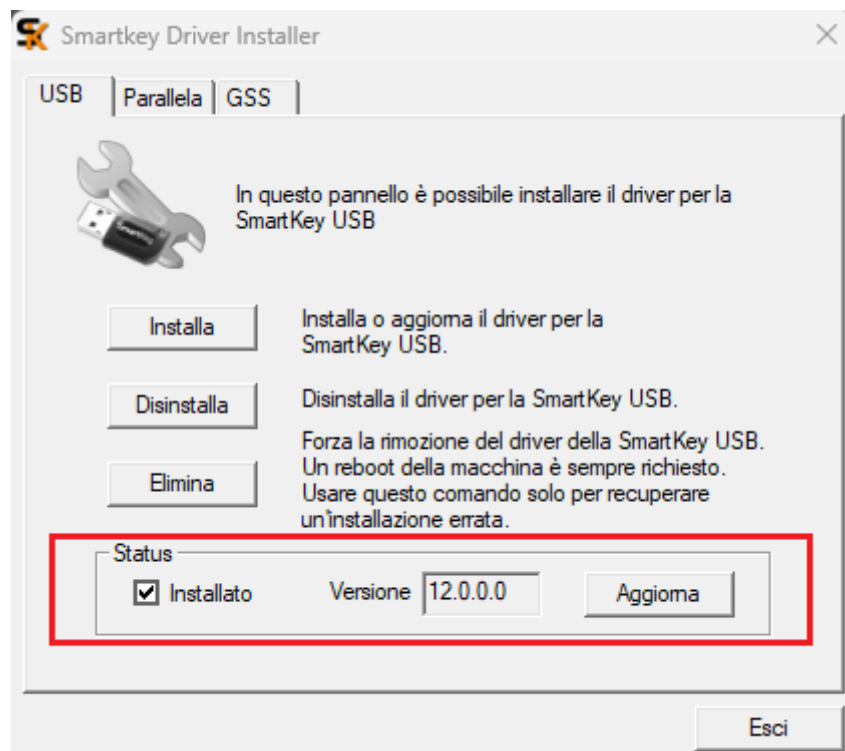 Smartkey Driver Installer
USB Parallela GSS
In questo pannello è possibile installare il driver per la
SmartKey USB
Installa
Installa o aggiorna il driver per la
SmartKey USB.
Disinstalla
Disinstalla il driver per la SmartKey USB.
Elimina
Forza la rimozione del driver della SmartKey USB.
Un reboot della macchina è sempre richiesto.
Usare questo comando solo per recuperare
un'installazione errata.
Status
Installato Versione 12.0.0.0 Aggiorna
Esci